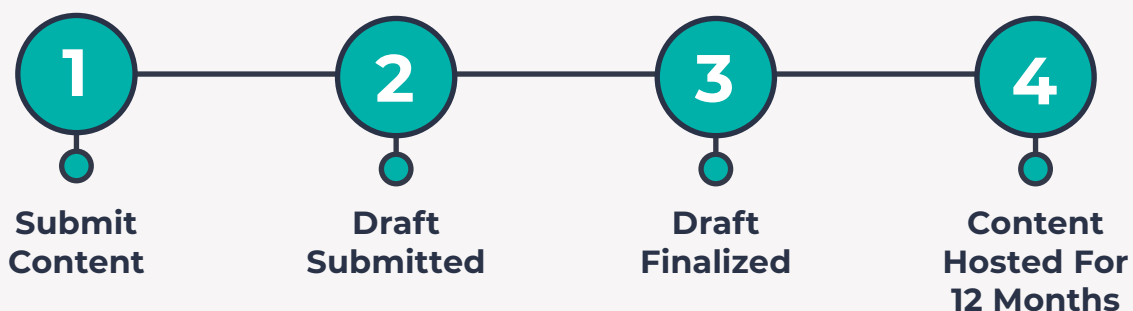 1
2
3
4
Submit
Content
Draft
Submitted
Draft
Finalized
Content
Hosted For
12 Months